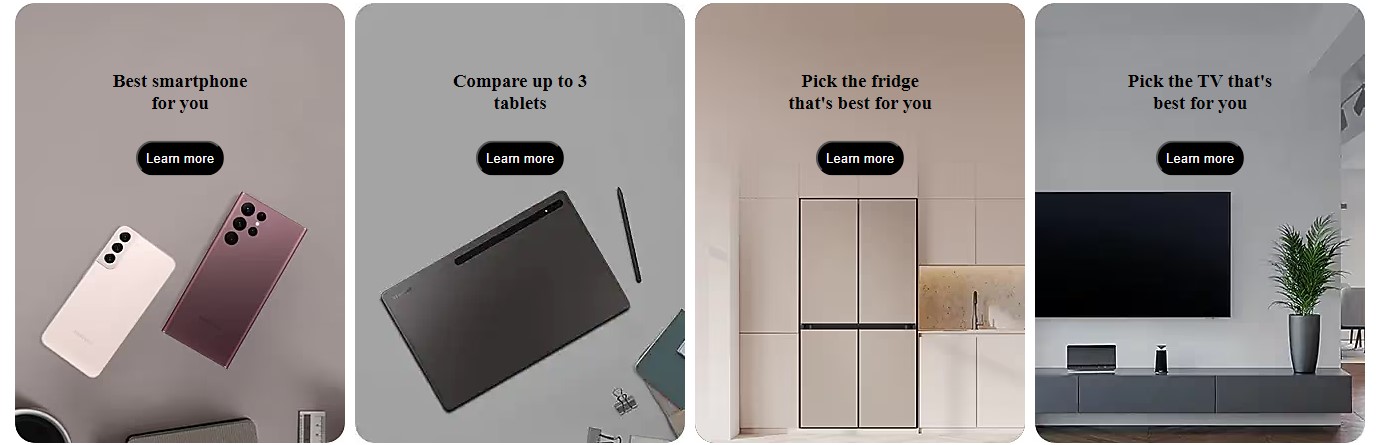 Best smartphone
for you
Learn more
Compare up to 3
tablets
Learn more
Pick the fridge
that's best for you
Learn more
Pick the TV that's
best for you
Learn more